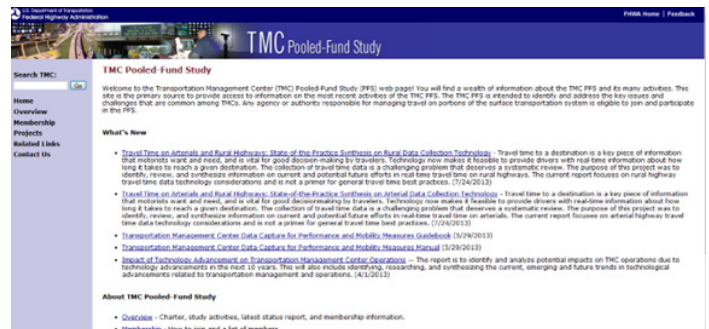 U.S. Department of Transportation
Federal Highway Administration
FHWA Home | Feedback
TMC Pooled-Fund Study
Search TMC:
Go
Home
Overview
Membership
Projects
Related Links
Contact Us
TMC Pooled-Fund Study
Welcome to the Transportation Management Center (TMC) Pooled-Fund Study (PFS) web page! You will find a wealth of information about the TMC PFS and its many activities. This
site is the primary source to provide access to information on the most recent activities of the TMC PFS. The TMC PFS is intended to identify and address the key issues and
challenges that are common among TMCs. Any agency or authority responsible for managing travel on portions of the surface transportation system is eligible to join and participate
in the PFS.
What's New
• Travel Time on Arterials and Rural Highways: State-of-the-Practice Synthesis on Rural Data Collection Technology - Travel time to a destination is a key piece of information
that motorists want and need, and is vital for good decision-making by travelers. Technology now makes it feasible to provide drivers with real-time information about how
long it takes to reach a given destination. The collection of travel time data is a challenging problem that deserves a systematic review. The purpose of this project was to
identify, review, and synthesize information on current and potential future efforts in real-time travel time on rural highways. The current report focuses on rural highway
travel time data technology considerations and is not a primer for general travel time best practices. (7/24/2013)
• Travel Time on Arterials and Rural Highways: State-of-the-Practice Synthesis on Arterial Data Collection Technology - Travel time to a destination is a key piece of information
that motorists want and need, and is vital for good decisionmaking by travelers. Technology now makes it feasible to provide drivers with real-time information about how
long it takes to reach a given destination. The collection of travel time data is a challenging problem that deserves a systematic review. The purpose of this project was to
identify, review, and synthesize information on current and potential future efforts in real-time travel time on arterials. The current report focuses on arterial highway travel
time data technology considerations and is not a primer for general travel time best practices. (7/24/2013)
• Transportation Management Center Data Capture for Performance and Mobility Measures Guidebook (3/29/2013)
• Transportation Management Center Data Capture for Performance and Mobility Measures Manual (3/29/2013)
• Impact of Technology Advancement on Transportation Management Center Operations — The report is to identify and analyze potential impacts on TMC operations due to
technology advancements in the next 10 years. This will also include identifying, researching, and synthesizing the current, emerging and future trends in technological
advancements related to transportation management and operations. (4/1/2013)
About TMC Pooled-Fund Study
• Overview - Charter, study activities, latest status report, and membership information.
• Membership - How to join and a list of members.